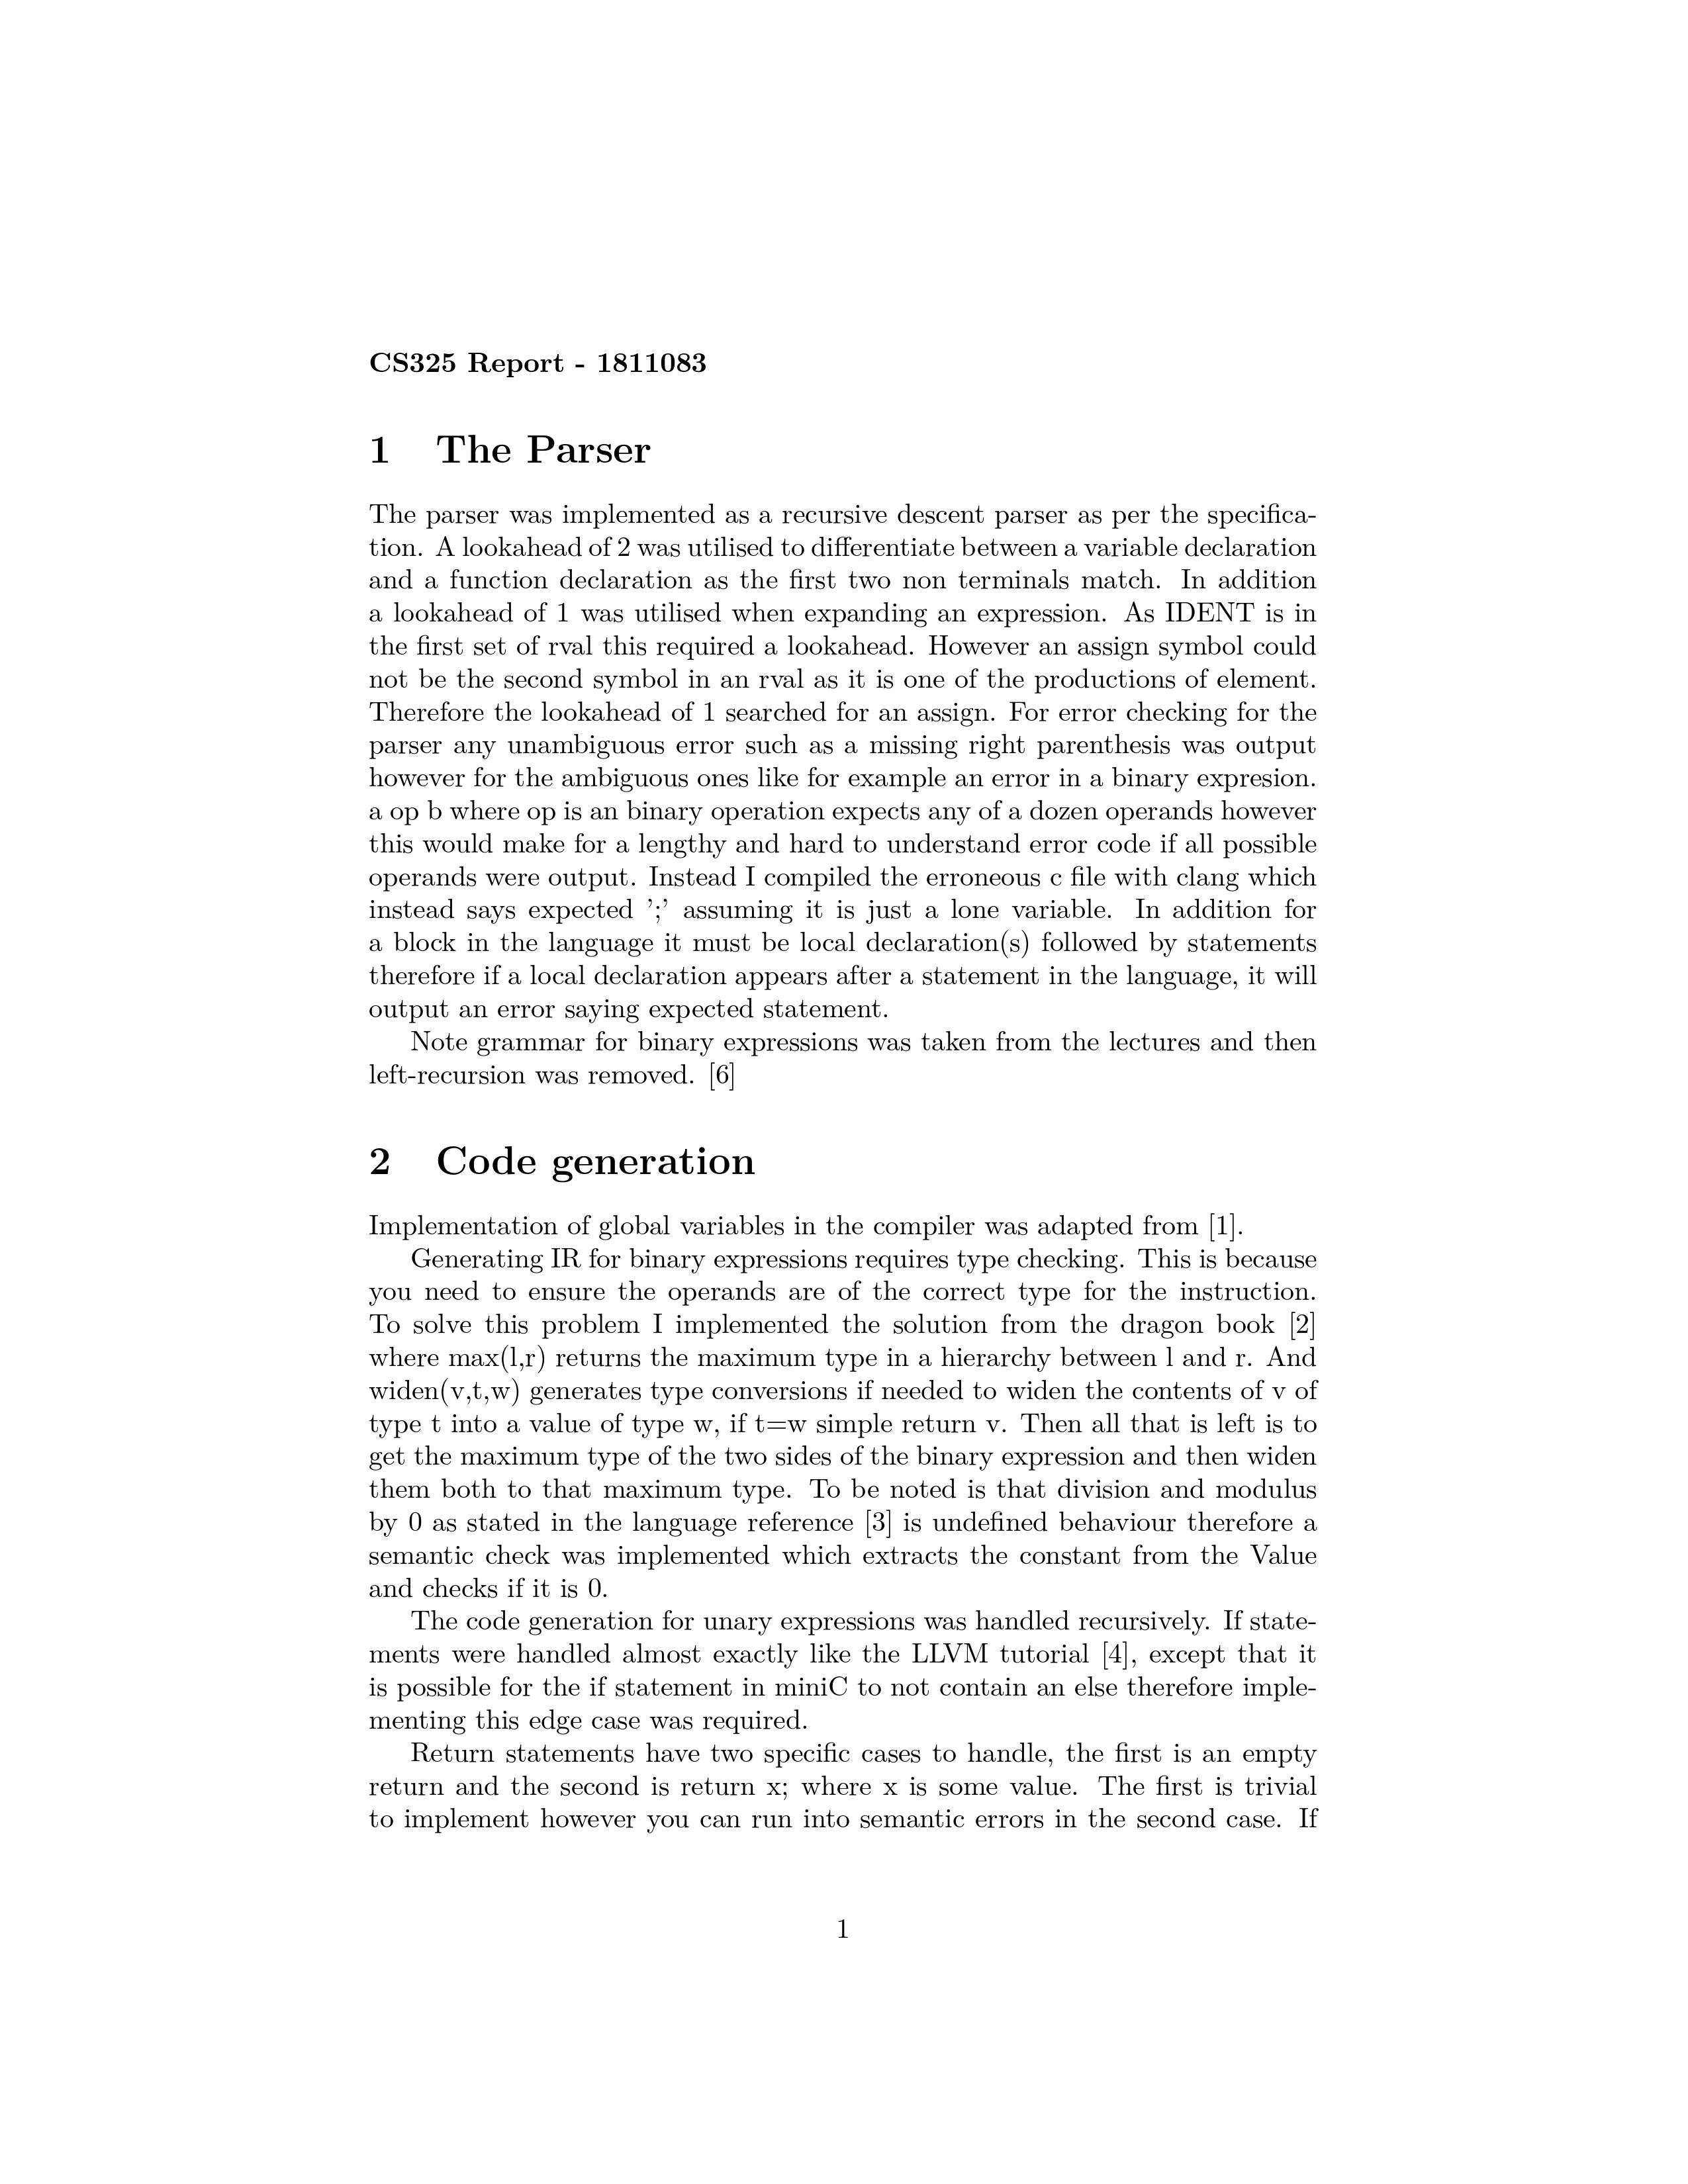 CS325 Report - 1811083
1 The Parser
The parser was implemented as a recursive descent parser as per the specifica-
tion. A lookahead of 2 was utilised to differentiate between a variable declaration
and a function declaration as the first two non terminals match. In addition
a lookahead of 1 was utilised when expanding an expression. As IDENT is in
the first set of rval this required a lookahead. However an assign symbol could
not be the second symbol in an rval as it is one of the productions of element.
Therefore the lookahead of 1 searched for an assign. For error checking for the
parser any unambiguous error such as a missing right parenthesis was output
however for the ambiguous ones like for example an error in a binary expresion.
a op b where op is an binary operation expects any of a dozen operands however
this would make for a lengthy and hard to understand error code if all possible
operands were output. Instead I compiled the erroneous c file with clang which
instead says expected ’;’ assuming it is just a lone variable. In addition for
a block in the language it must be local declaration(s) followed by statements
therefore if a local declaration appears after a statement in the language, it will
output an error saying expected statement.
Note grammar for binary expressions was taken from the lectures and then
left-recursion was removed. [6]
2 Code generation
Implementation of global variables in the compiler was adapted from [1].
Generating IR for binary expressions requires type checking. This is because
you need to ensure the operands are of the correct type for the instruction.
To solve this problem I implemented the solution from the dragon book [2]
where max(l,r) returns the maximum type in a hierarchy between l and r. And
widen(v,t,w) generates type conversions if needed to widen the contents of v of
type t into a value of type w, if t=w simple return v. Then all that is left is to
get the maximum type of the two sides of the binary expression and then widen
them both to that maximum type. To be noted is that division and modulus
by 0 as stated in the language reference [3] is undefined behaviour therefore a
semantic check was implemented which extracts the constant from the Value
and checks if it is 0.
The code generation for unary expressions was handled recursively. If state-
ments were handled almost exactly like the LLVM tutorial [4], except that it
is possible for the if statement in miniC to not contain an else therefore imple-
menting this edge case was required.
Return statements have two specific cases to handle, the first is an empty
return and the second is return x; where x is some value. The first is trivial
to implement however you can run into semantic errors in the second case. If
1